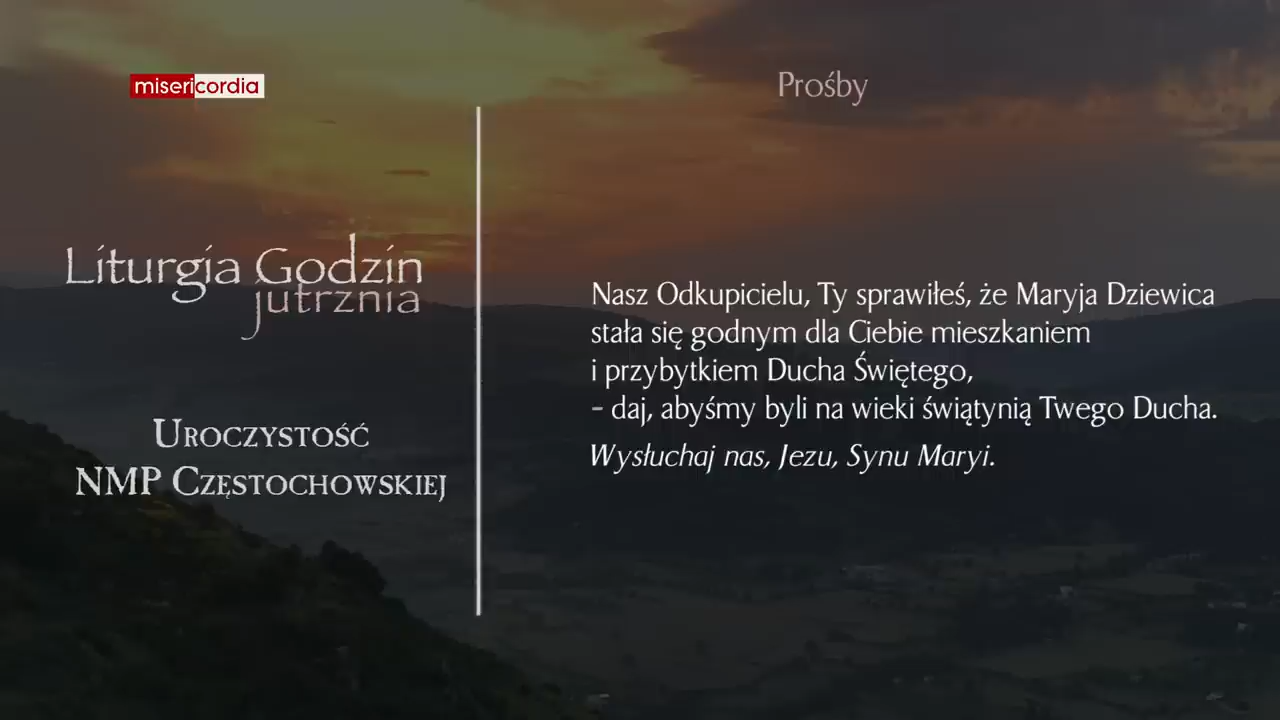 misericordia
Liturgia Godzin
jutrznia
Uroczystość
NMP Częstochowskiej
Prośby
Nasz Odkupicielu, Ty sprawiłeś, że Maryja Dziewica
stała się godnym dla Ciebie mieszkaniem
i przybytkiem Ducha Świętego,
- daj, abyśmy byli na wieki świątynią Twego Ducha.
Wysłuchaj nas, Jezu, Synu Maryi.